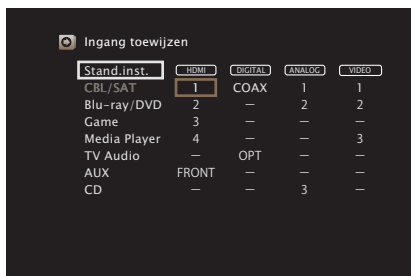 Ingang toewijzen
Stand.inst. HDMI DIGITAL ANALOG VIDEO
CBL/SAT 1 COAX 1 1
Blu-ray/DVD 2 — 2 2
Game 3 — — —
Media Player 4 — — 3
TV Audio — OPT — —
AUX FRONT — — —
CD — — 3 —